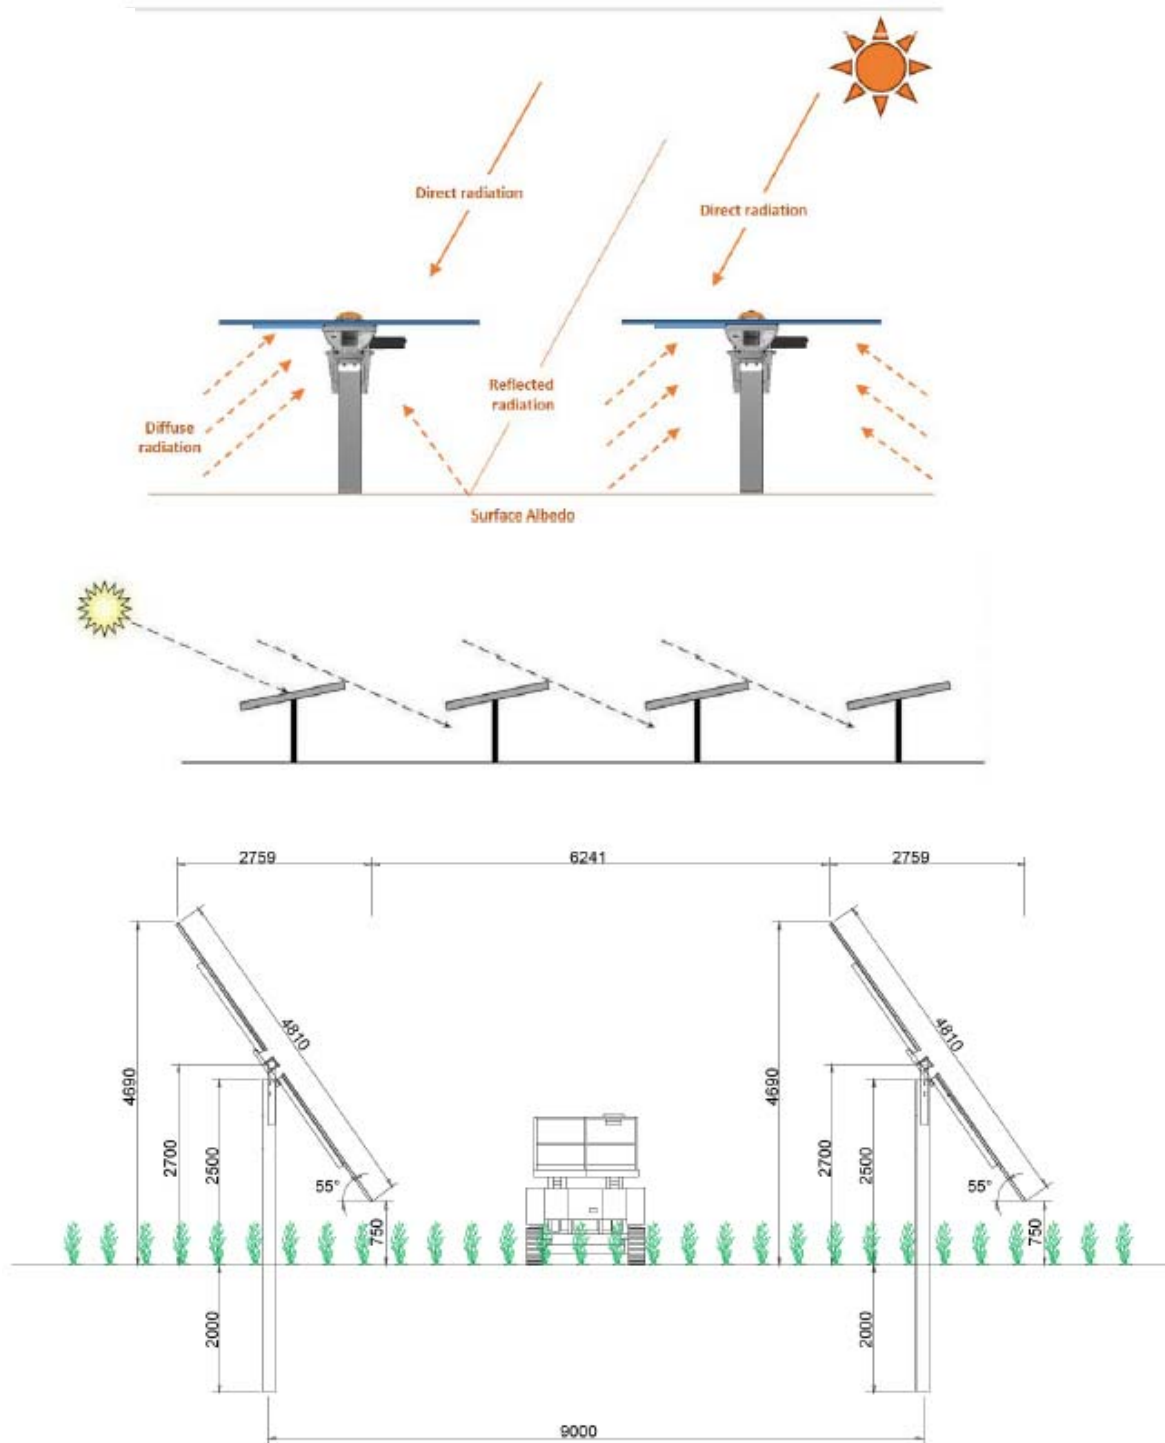 Direct radiation
Direct radiation
Reflected
radiation
Diffuse
radiation
Surface Albedo
2759
6241
2759
4810
4810
4690
2700
2500
55°
750
4690
2700
2500
55°
750
2000
2000
9000